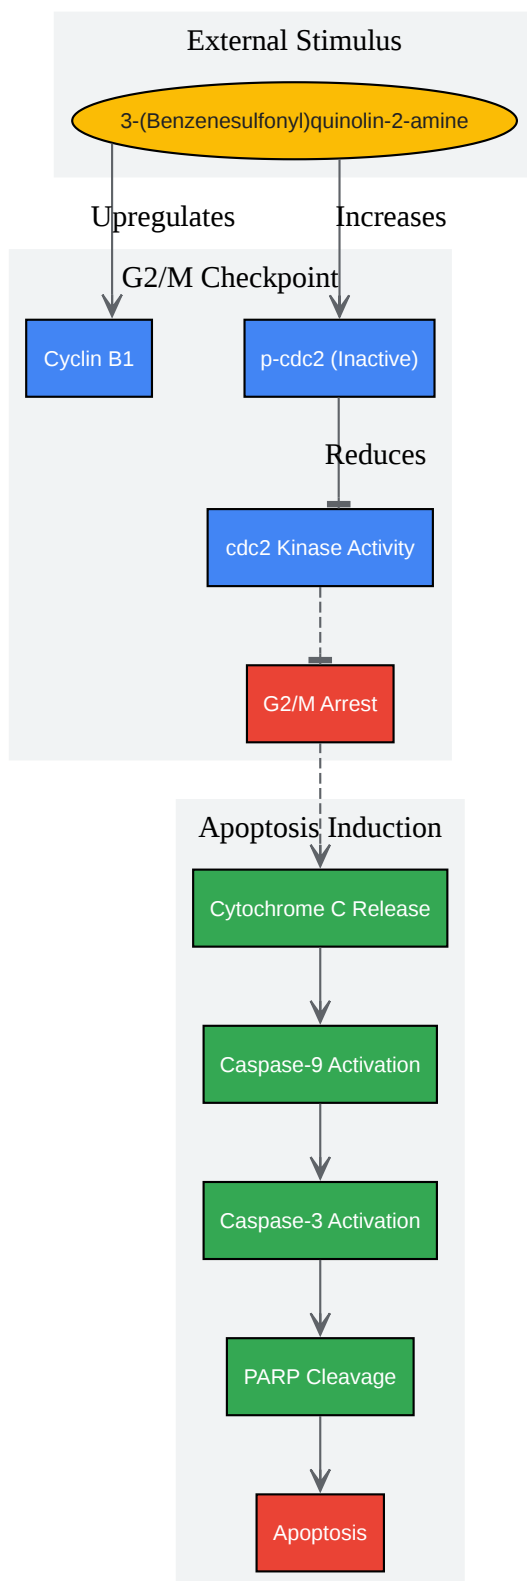 External Stimulus
3-(Benzenesulfonyl)quinolin-2-amine
Upregulates
Increases
G2/M Checkpoint
Cyclin B1
p-cdc2 (Inactive)
Reduces
cdc2 Kinase Activity
G2/M Arrest
Apoptosis Induction
Cytochrome C Release
Caspase-9 Activation
Caspase-3 Activation
PARP Cleavage
Apoptosis